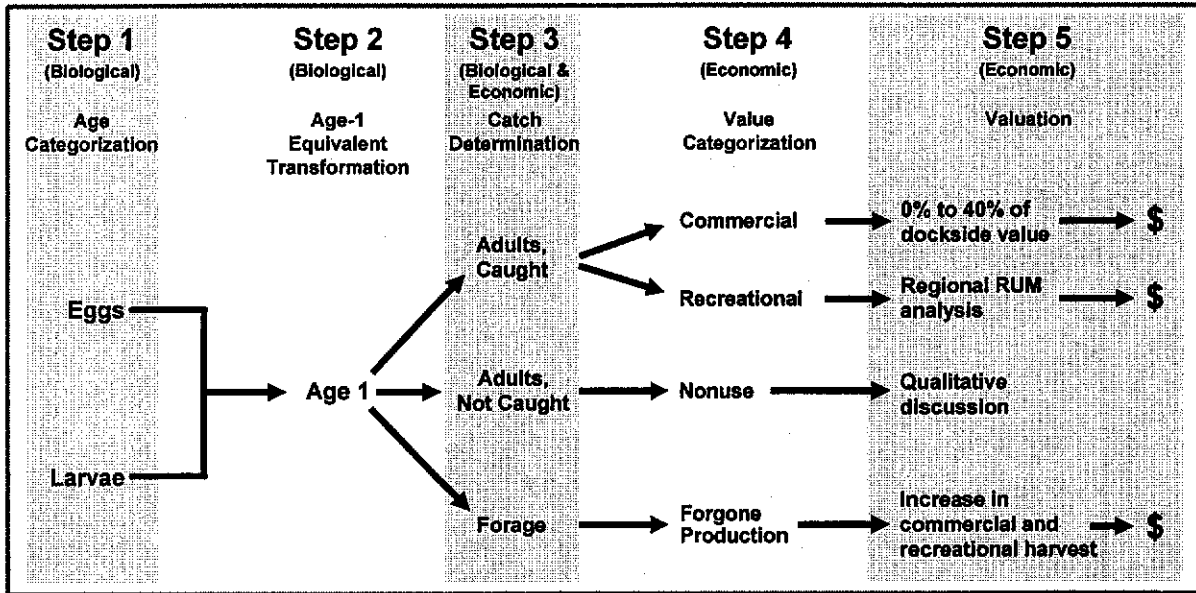 Step 1
(Biological)
Age
Categorization
Step 2
(Biological)
Age-1
Equivalent
Transformation
Step 3
(Biological &
Economic)
Catch
Determination
Step 4
(Economic)
Value
Categorization
Step 5
(Economic)
Valuation
Eggs
Larvae
Age 1
Adults,
Caught
Adults,
Not Caught
Forage
Commercial
Recreational
Nonuse
Forgone
Production
0% to 40% of
dockside value
$
Regional RUM
analysis
$
Qualitative
discussion
Increase in
commercial and
recreational harvest
$